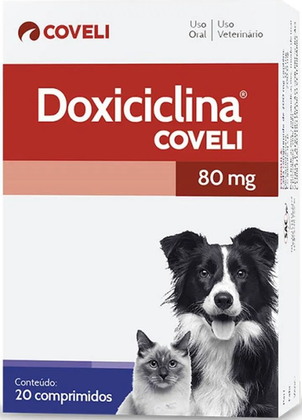 COVELI
Uso
Oral
Uso
Veterinário
Doxiciclina®
COVELI
80 mg
Conteúdo:
20 comprimidos